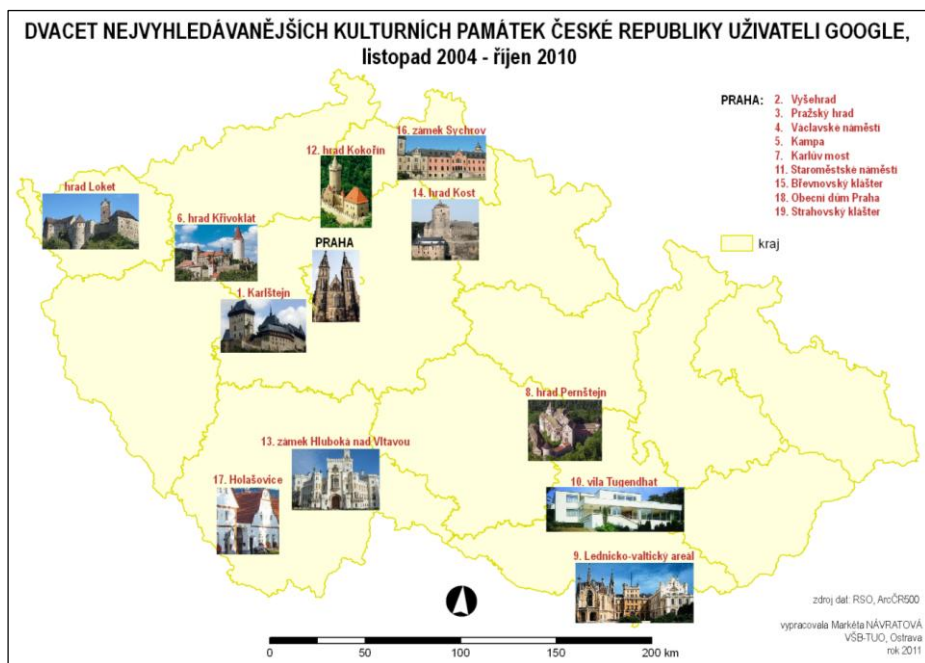 DVACET NEJVYHLEDÁVANĚJŠÍCH KULTURNÍCH PAMÁTEK ČESKÉ REPUBLIKY UŽIVATELI GOOGLE,
listopad 2004 - říjen 2010
PRAHA:
2. Vyšehrad
3. Pražský hrad
4. Václavské náměstí
5. Kampa
7. Karlův most
11. Staroměstské náměstí
15. Břevnovský klášter
18. Obecní dům Praha
19. Strahovský klášter
kraj
16. zámek Sychrov
12. hrad Kokořín
hrad Loket
14. hrad Kost
6. hrad Křivoklat
PRAHA
1. Karlštejn
8. hrad Pernštejn
13. zámek Hluboká nad Vltavou
17. Holašovice
10. vila Tugendhat
9. Lednicko-valtický areál
zdroj dat: RSO, ArcČR500
vypracovala Markéta NÁVRATOVÁ
VŠB-TUO, Ostrava
rok 2011
0 50 100 150 200 km